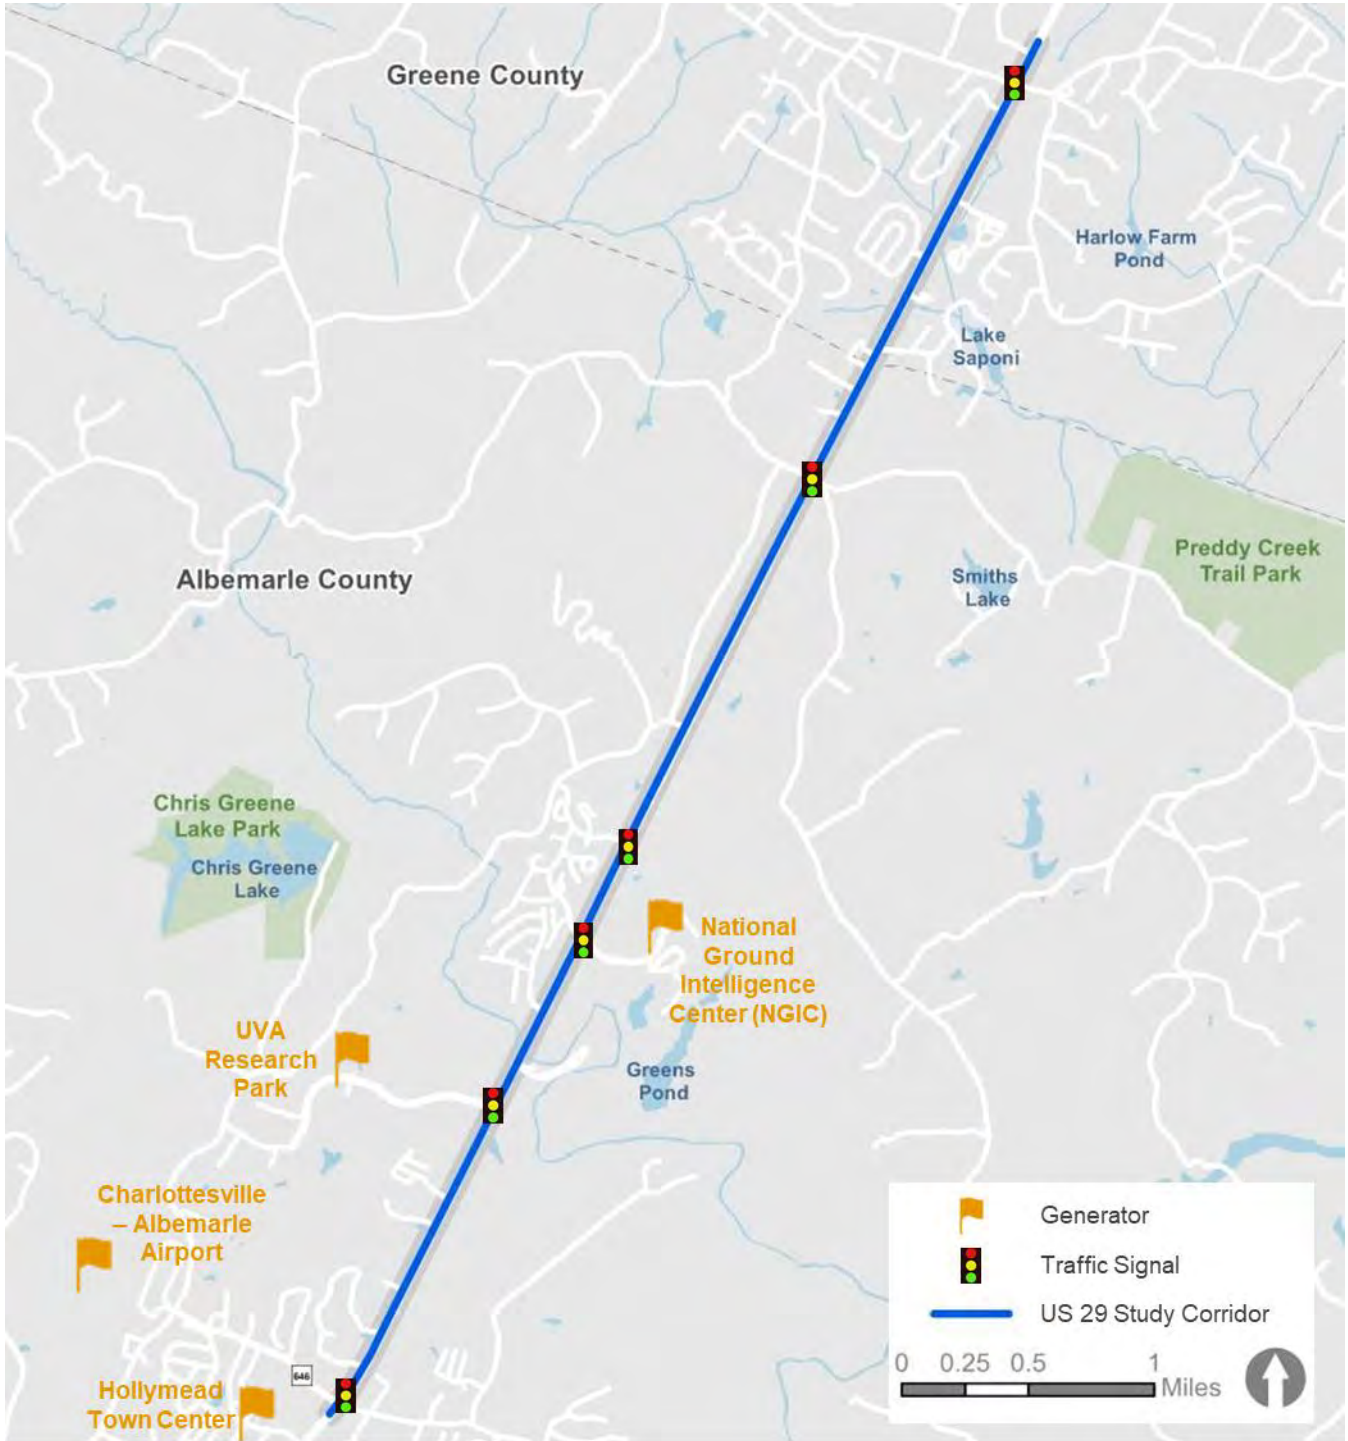 Greene County
Harlow Farm
Pond
Lake
Saponi
Preddy Creek
Trail Park
Albemarle County
Smiths
Lake
Chris Greene
Lake Park
Chris Greene
Lake
National
Ground
Intelligence
Center (NGIC)
UVA
Research
Park
Greens
Pond
Charlottesville
– Albemarle
Airport
646
Hollymead
Town Center
Generator
Traffic Signal
US 29 Study Corridor
0 0.25 0.5 1
Miles